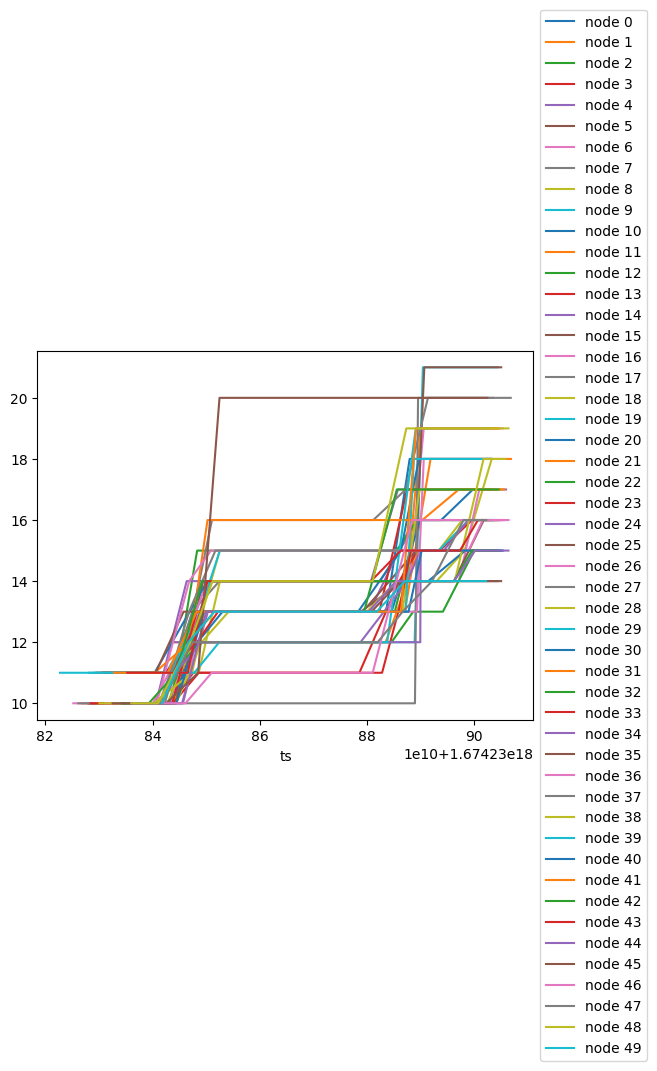 20
18
16
14
12
10
82
84
86
88
90
ts
1e10+1.67423e18
node 0
node 1
node 2
node 3
node 4
node 5
node 6
node 7
node 8
node 9
node 10
node 11
node 12
node 13
node 14
node 15
node 16
node 17
node 18
node 19
node 20
node 21
node 22
node 23
node 24
node 25
node 26
node 27
node 28
node 29
node 30
node 31
node 32
node 33
node 34
node 35
node 36
node 37
node 38
node 39
node 40
node 41
node 42
node 43
node 44
node 45
node 46
node 47
node 48
node 49